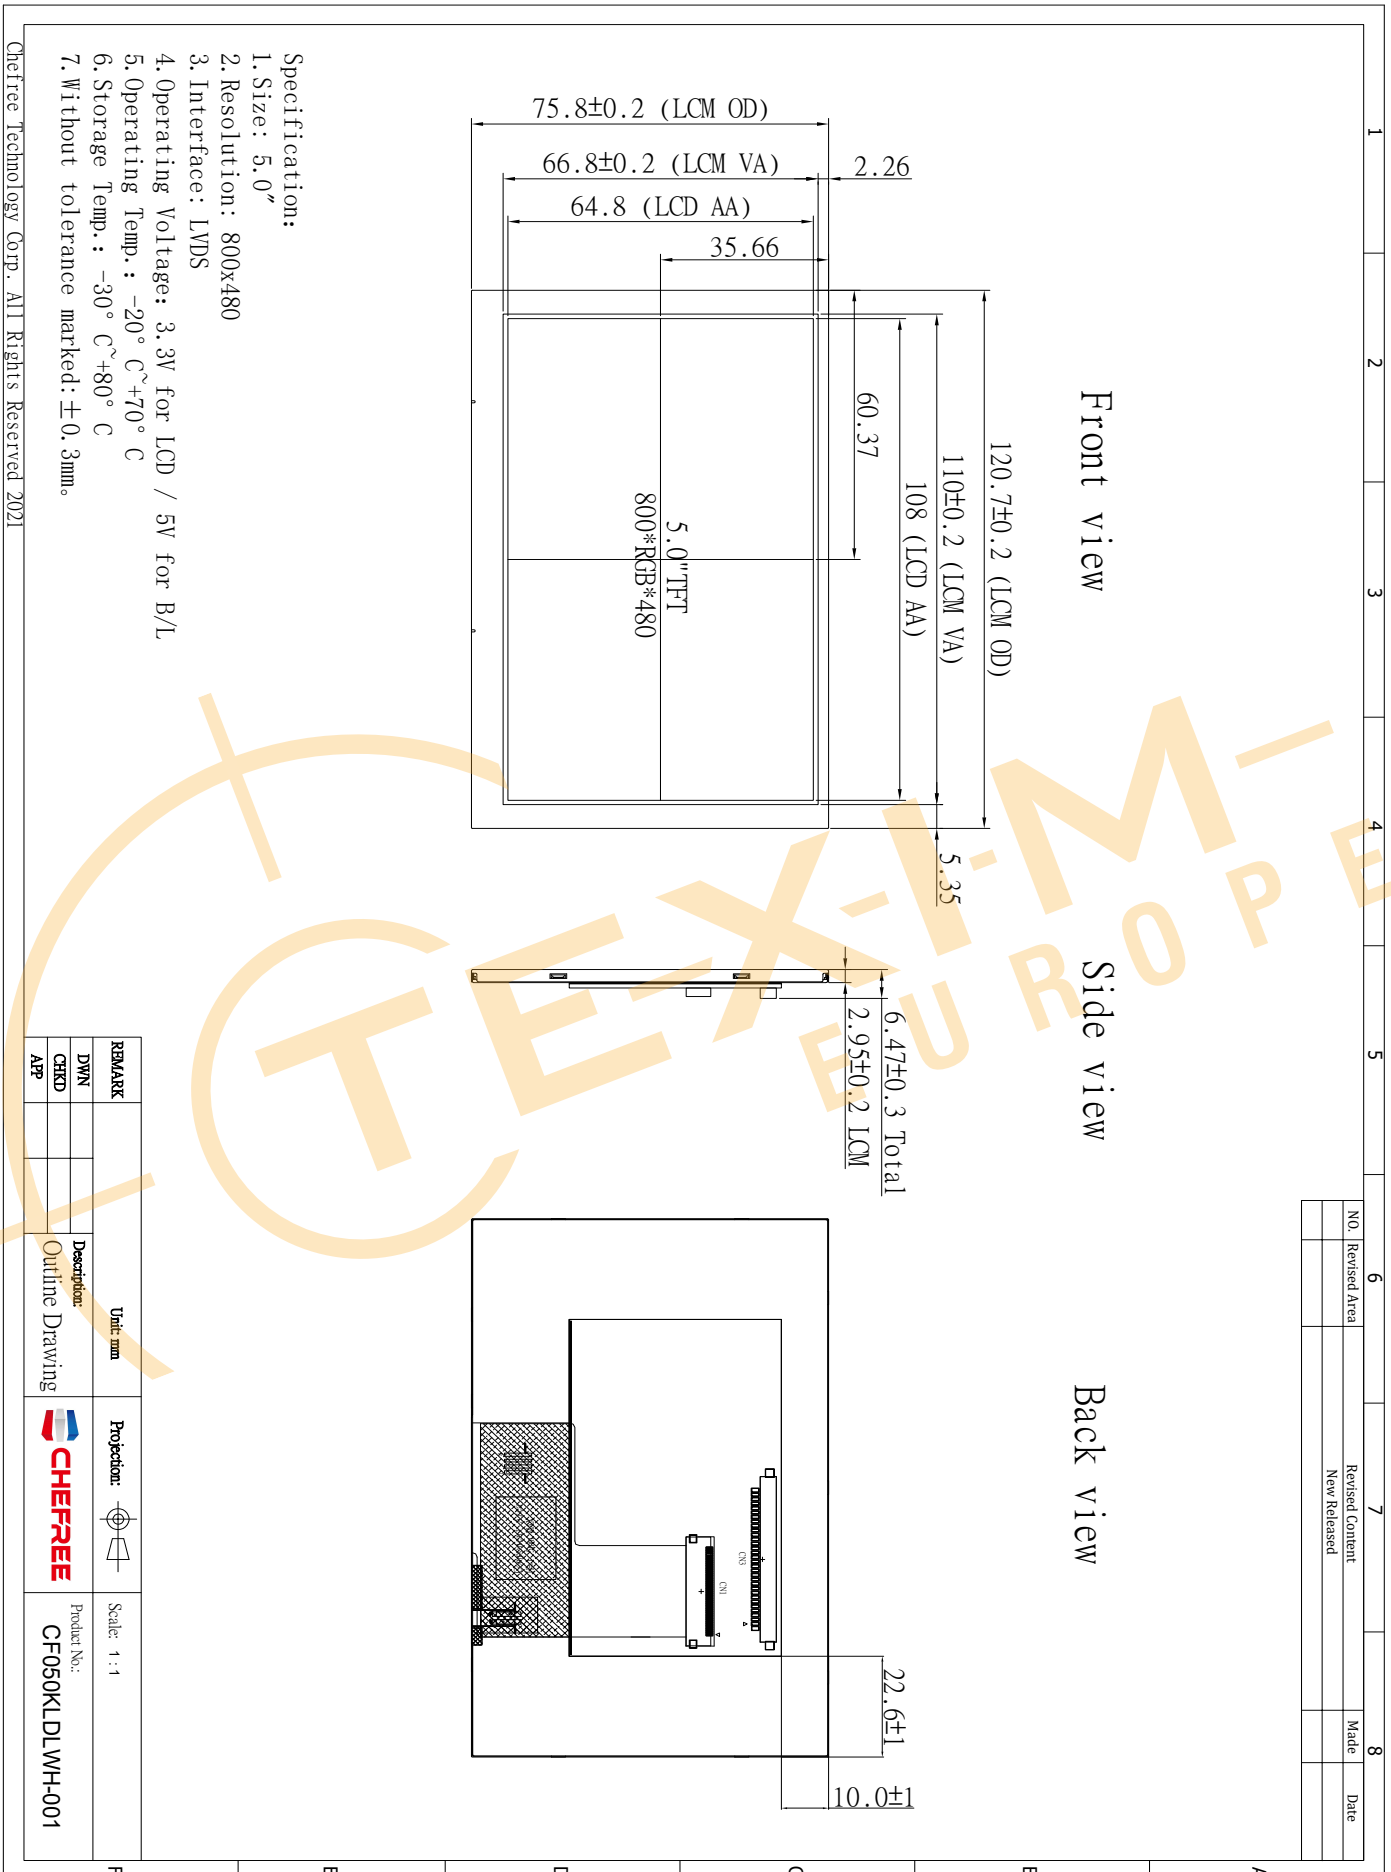 NO.
Revised Area
Revised Content
Made
Date
New Released
1
2
3
4
5
6
7
8
Front view
Side view
Back view
120.7±0.2 (LCM OD)
110±0.2 (LCM VA)
108 (LCD AA)
60.37
5.35
75.8±0.2 (LCM OD)
66.8±0.2 (LCM VA)
2.26
64.8 (LCD AA)
35.66
5.0"TFT
800*RGB*480
6.47±0.3 Total
2.95±0.2 LCM
22.6±1
10.0±1
CN3
CN1
Specification:
1.Size: 5.0″
2.Resolution: 800x480
3.Interface: LVDS
4.Operating Voltage: 3.3V for LCD / 5V for B/L
5.Operating Temp.: -20° C~+70° C
6.Storage Temp.: -30° C~+80° C
7.Without tolerance marked:±0.3mm。
REMARK
Unit: mm
Projection:
Scale: 1 : 1
DWN
CHKD
APP
Description:
Outline Drawing
CHEFREE
Product No.:
CF050KLDLWH-001
Chefree Technology Corp. All Rights Reserved 2021
TEXIM
EUROPE